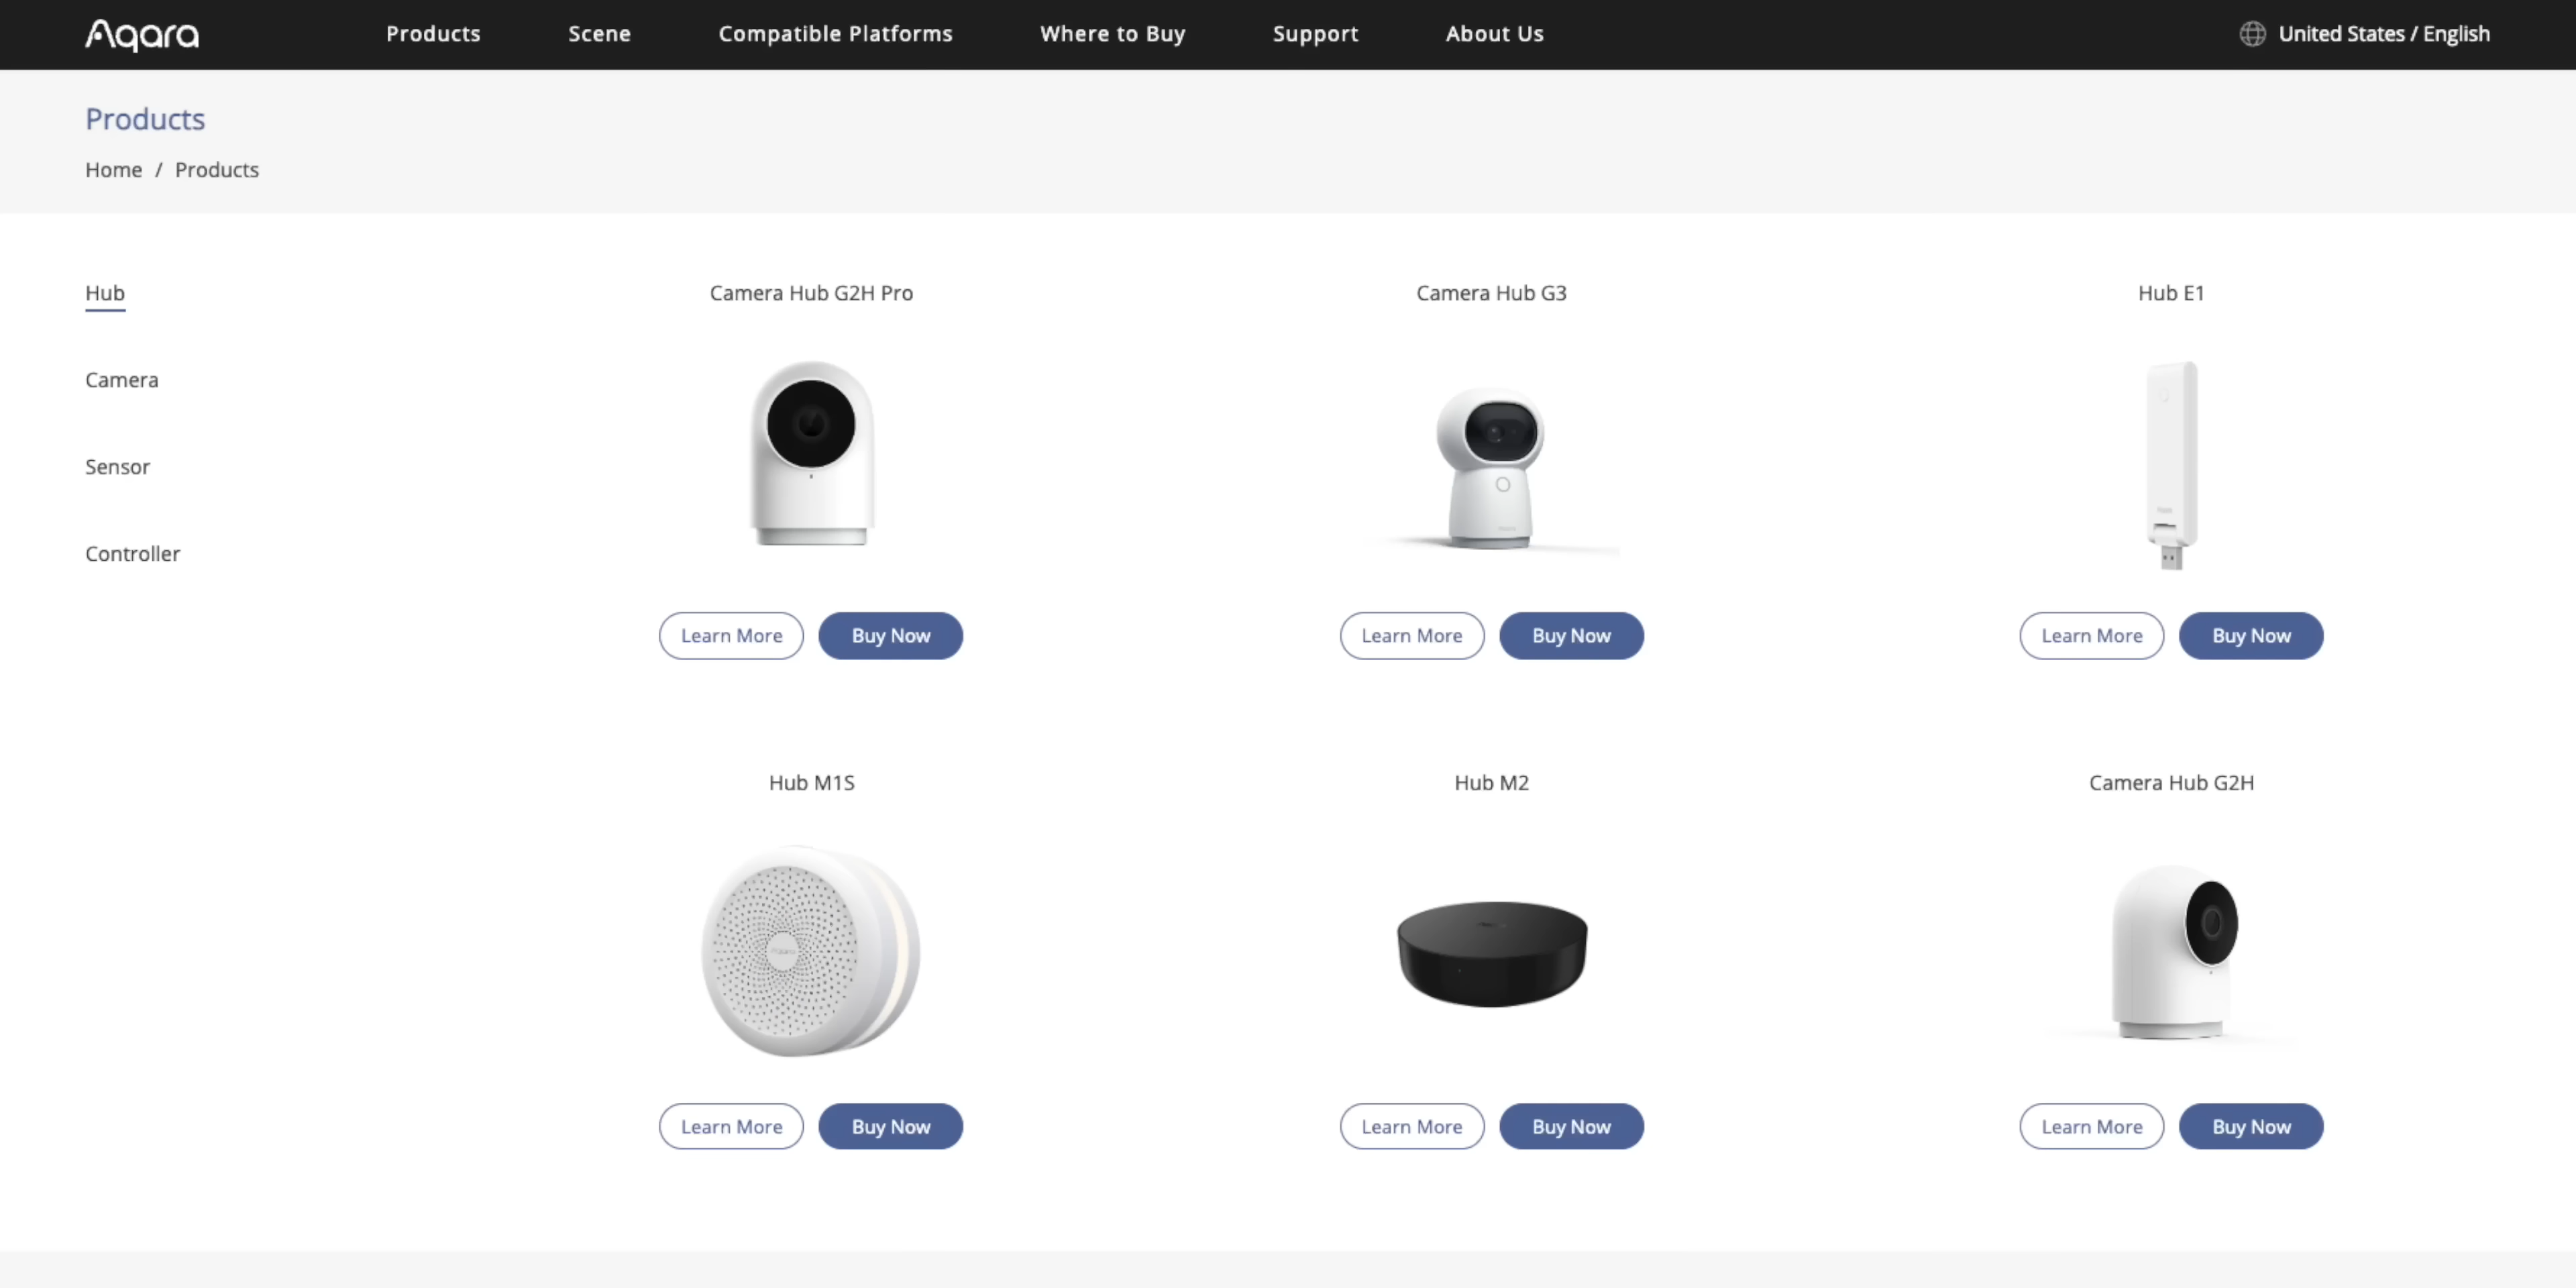 Aqara Products Scene Compatible Platforms Where to Buy Support About Us United States / English
Products
Home / Products
Hub
Camera
Sensor
Controller
Camera Hub G2H Pro Camera Hub G3 Hub E1
Learn More Buy Now Learn More Buy Now Learn More Buy Now
Hub M1S Hub M2 Camera Hub G2H
Learn More Buy Now Learn More Buy Now Learn More Buy Now